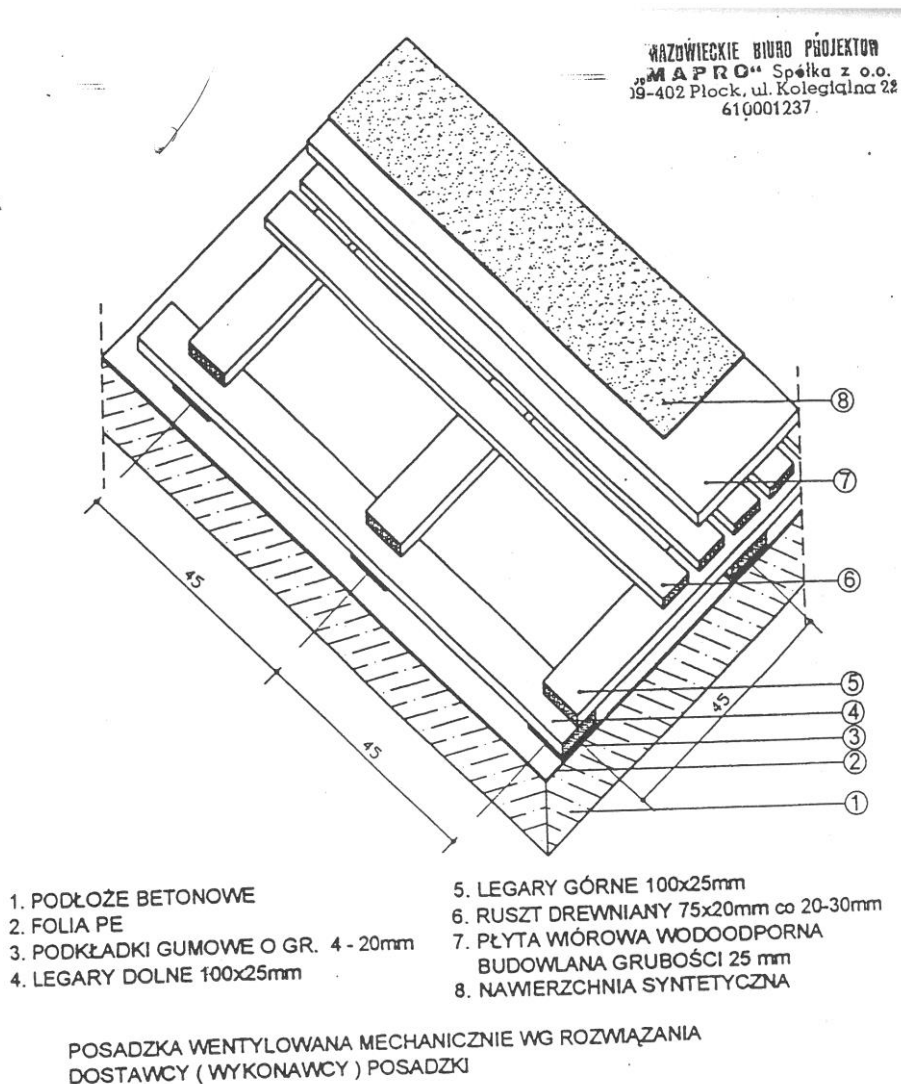 MAZOWIECKIE BIURO PROJEKTOW
„MAPRO“ Spółka z o.o.
09-402 Płock, ul. Kolegialna 22
610001237
8
7
6
45
45
45
5
4
3
2
1
1. PODŁOŻE BETONOWE
2. FOLIA PE
3. PODKŁADKI GUMOWE O GR. 4 - 20mm
4. LEGARY DOLNE 100x25mm
5. LEGARY GÓRNE 100x25mm
6. RUSZT DREWNIANY 75x20mm co 20-30mm
7. PŁYTA WIÓROWA WODOODPORNA
BUDOWLANA GRUBOŚCI 25 mm
8. NAWIERZCHNIA SYNTETYCZNA
POSADZKA WENTYLOWANA MECHANICZNIE WG ROZWIĄZANIA
DOSTAWCY ( WYKONAWCY ) POSADZKI